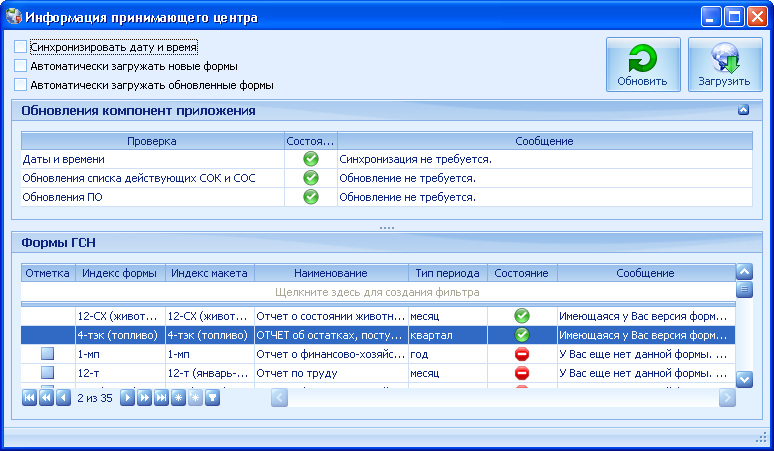 Информация принимающего центра
Синхронизировать дату и время
Автоматически загружать новые формы
Автоматически загружать обновленные формы
Обновить
Загрузить
Обновления компонент приложения
Проверка Состоя... Сообщение
Даты и времени Синхронизация не требуется.
Обновления списка действующих СОК и СОС Обновление не требуется.
Обновления ПО Обновление не требуется.
Формы ГСН
Отметка Индекс формы Индекс макета Наименование Тип периода Состояние Сообщение
Щелкните здесь для создания фильтра
12-СХ (живот... 12-СХ (живот... Отчет о состоянии животн... месяц Имеющаяся у Вас версия форм...
4-тэк (топливо) 4-тэк (топливо) ОТЧЕТ об остатках, посту... квартал Имеющаяся у Вас версия форм...
1-мп 1-мп Отчет о финансово-хозяйс... год У Вас еще нет данной формы. ...
12-т 12-т (январь-... Отчет по труду месяц У Вас еще нет данной формы. ...
2 из 35